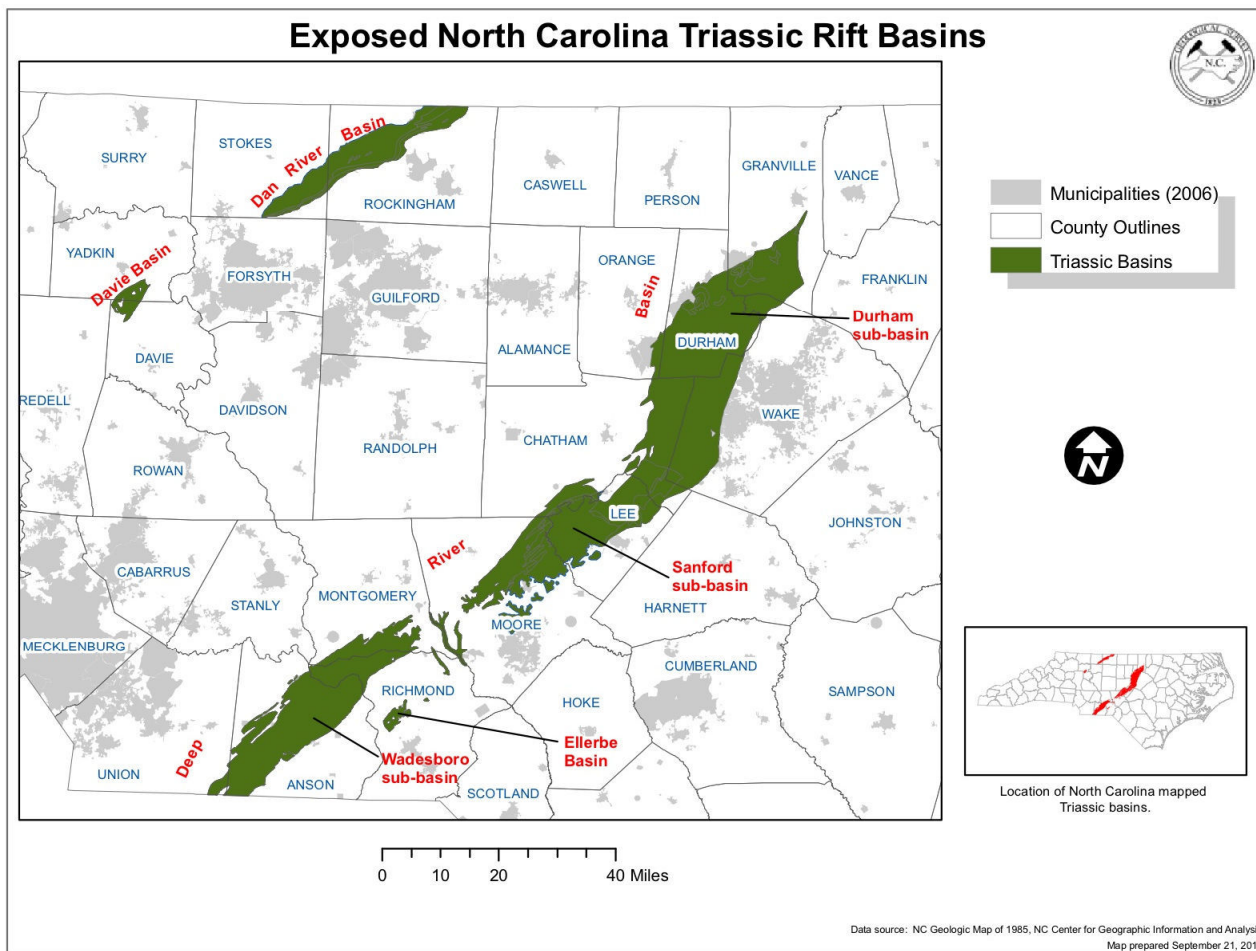 Exposed North Carolina Triassic Rift Basins
GEOLOGICAL SURVEY
N.C.
1823
SURRY
STOKES
Dan River Basin
ROCKINGHAM
CASWELL
PERSON
GRANVILLE
VANCE
YADKIN
Davie Basin
FORSYTH
GUILFORD
ORANGE
Basin
FRANKLIN
Durham
sub-basin
DURHAM
ALAMANCE
DAVIE
REDELL
DAVIDSON
RANDOLPH
CHATHAM
WAKE
ROWAN
LEE
JOHNSTON
River
Sanford
sub-basin
CABARRUS
STANLY
MONTGOMERY
MOORE
HARNETT
MECKLENBURG
CUMBERLAND
RICHMOND
HOKE
SAMPSON
Deep
UNION
Wadesboro
sub-basin
ANSON
Ellerbe
Basin
SCOTLAND
Municipalities (2006)
County Outlines
Triassic Basins
N
Location of North Carolina mapped
Triassic basins.
0 10 20 40 Miles
Data source: NC Geologic Map of 1985, NC Center for Geographic Information and Analys
Map prepared September 21, 201